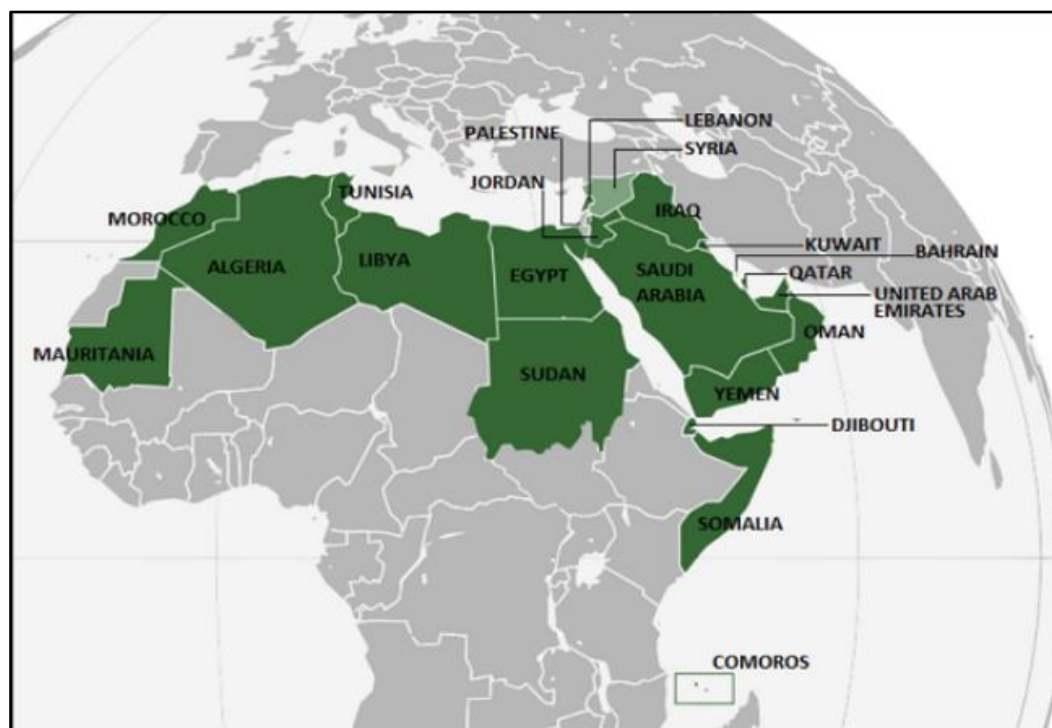 LEBANON
PALESTINE
SYRIA
JORDAN
TUNISIA
MOROCCO
IRAQ
KUWAIT
BAHRAIN
ALGERIA
LIBYA
EGYPT
SAUDI
ARABIA
QATAR
UNITED ARAB
EMIRATES
OMAN
MAURITANIA
SUDAN
YEMEN
DJIBOUTI
SOMALIA
COMOROS